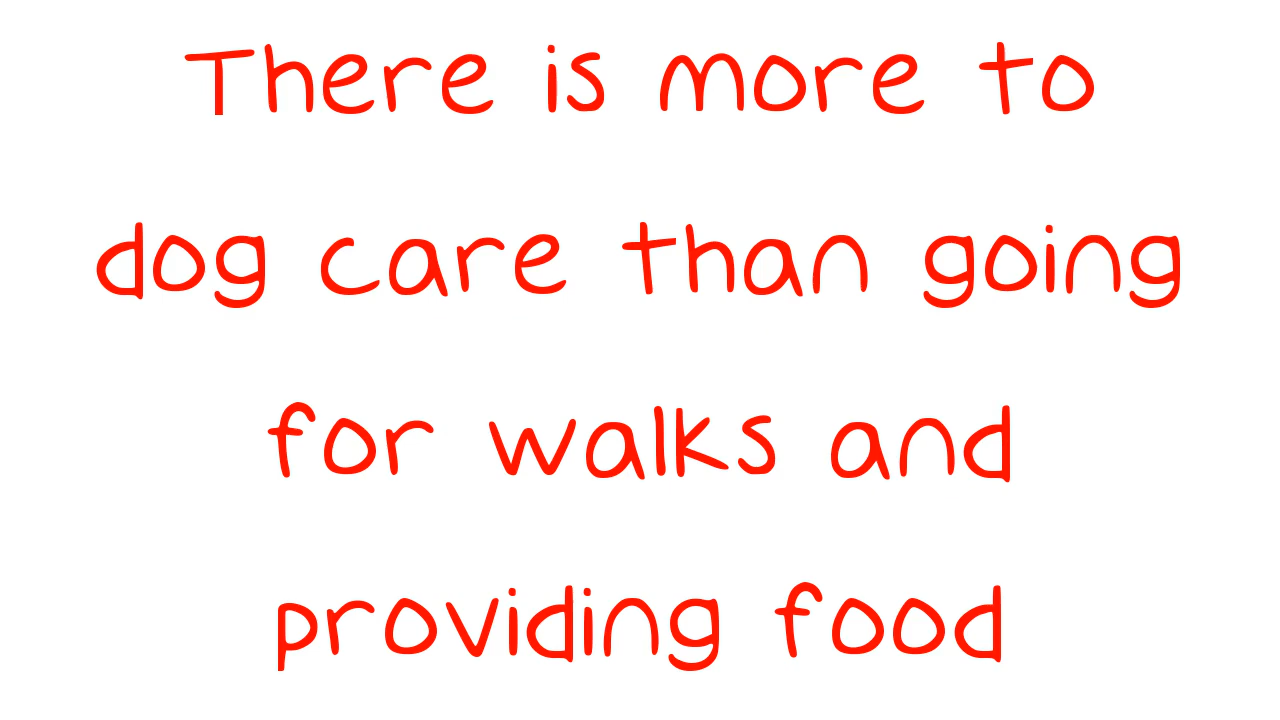 There is more to
dog care than going
for walks and
providing food